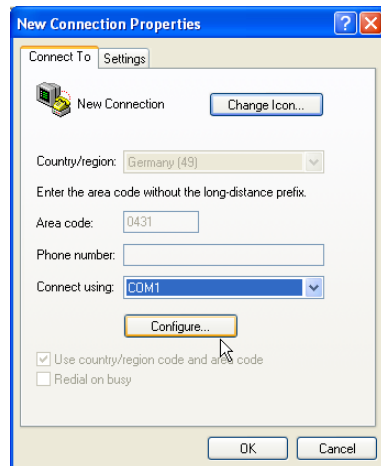 New Connection Properties
Connect To Settings
New Connection Change Icon...
Country/region: Germany (49)
Enter the area code without the long-distance prefix.
Area code: 0431
Phone number:
Connect using: COM1
Configure...
Use country/region code and area code
Redial on busy
OK Cancel